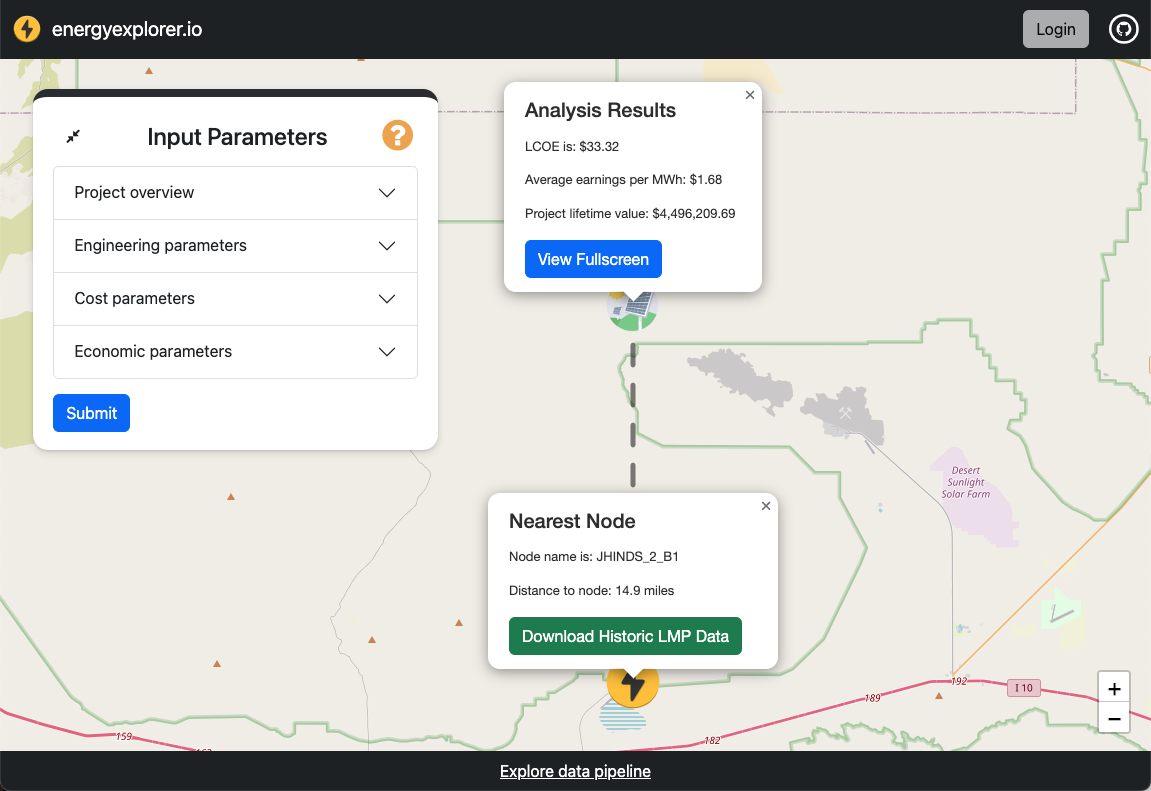 energyexplorer.io
Login
Input Parameters
?
Project overview
Engineering parameters
Cost parameters
Economic parameters
Submit
×
Analysis Results
LCOE is: $33.32
Average earnings per MWh: $1.68
Project lifetime value: $4,496,209.69
View Fullscreen
Desert
Sunlight
Solar Farm
×
Nearest Node
Node name is: JHINDS_2_B1
Distance to node: 14.9 miles
Download Historic LMP Data
192
I 10
189
182
159
+
−
Explore data pipeline